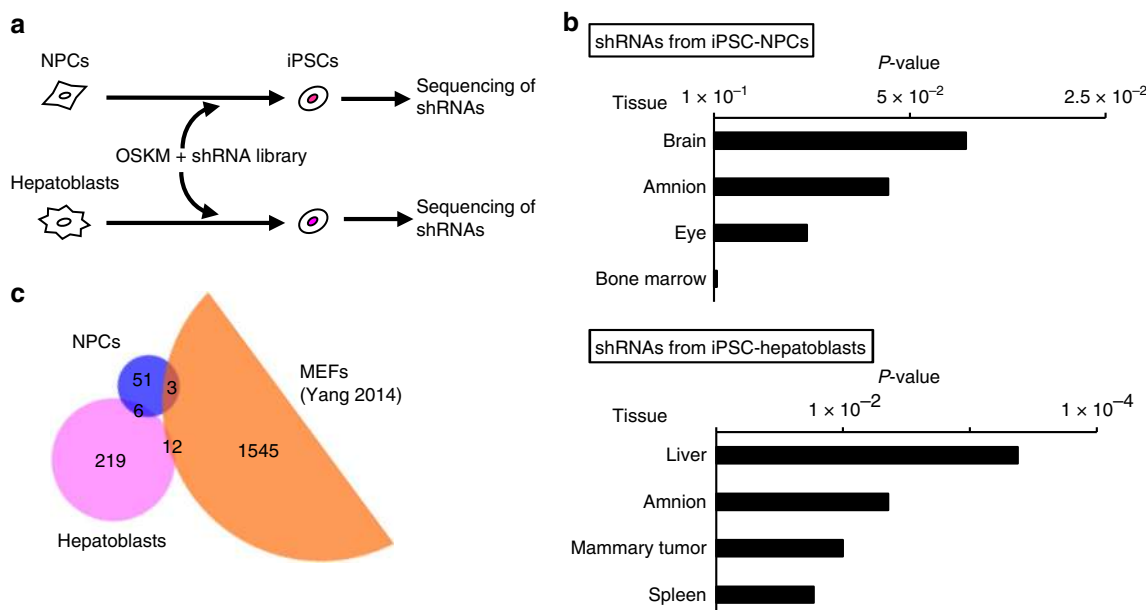 a
NPCs
iPSCs
Sequencing of
shRNAs
OSKM + shRNA library
Hepatoblasts
Sequencing of
shRNAs
b
shRNAs from iPSC-NPCs
P-value
Tissue
1 × 10⁻¹
5 × 10⁻²
2.5 × 10⁻²
Brain
Amnion
Eye
Bone marrow
shRNAs from iPSC-hepatoblasts
P-value
Tissue
1 × 10⁻²
1 × 10⁻⁴
Liver
Amnion
Mammary tumor
Spleen
c
NPCs
51
3
6
MEFs
(Yang 2014)
12
1545
219
Hepatoblasts